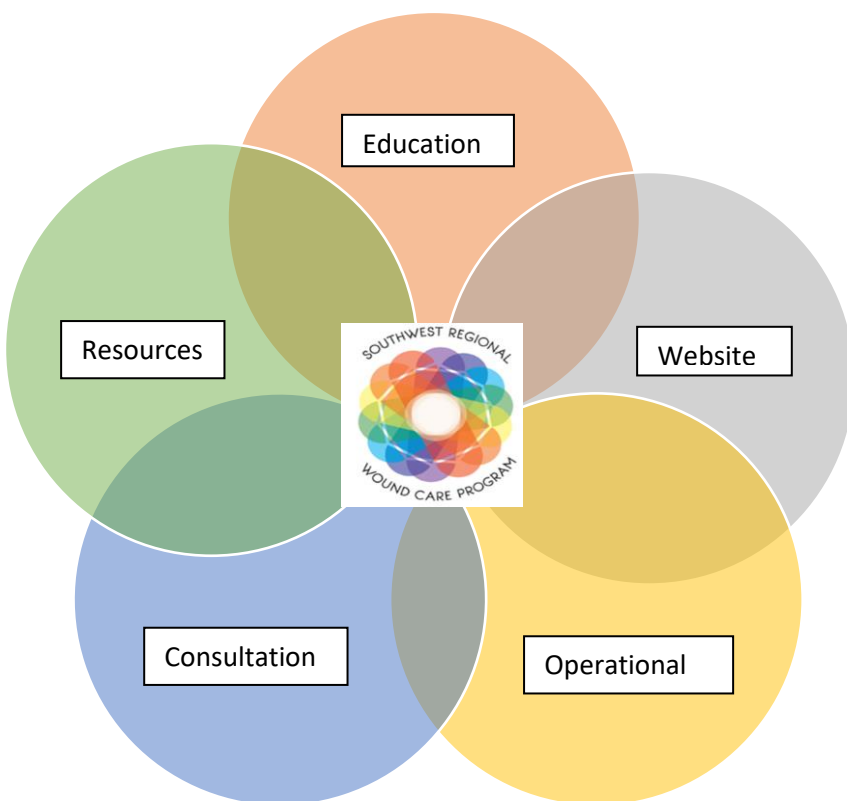 Education
Resources
Website
SOUTHWEST REGIONAL
WOUND CARE PROGRAM
Consultation
Operational